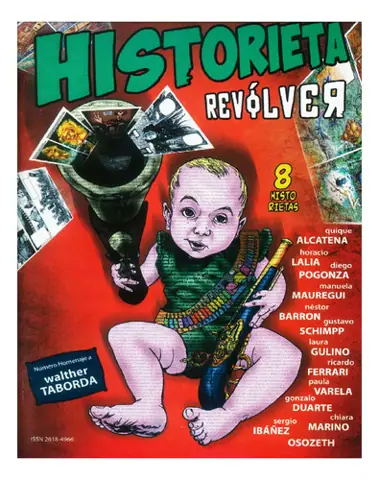 HISTORIETA
REVÓLVER
8
HISTO
RIETAS
quique
ALCATENA
horacio
LALIA
diego
POGONZA
manuela
MAUREGUI
néstor
BARRON
gustavo
SCHIMPP
laura
GULINO
ricardo
FERRARI
paula
VARELA
gonzalo
DUARTE
chiara
MARINO
sergio
IBÁÑEZ
OSOZETH
Número Homenaje a
walther
TABORDA
ISSN 2618-4966